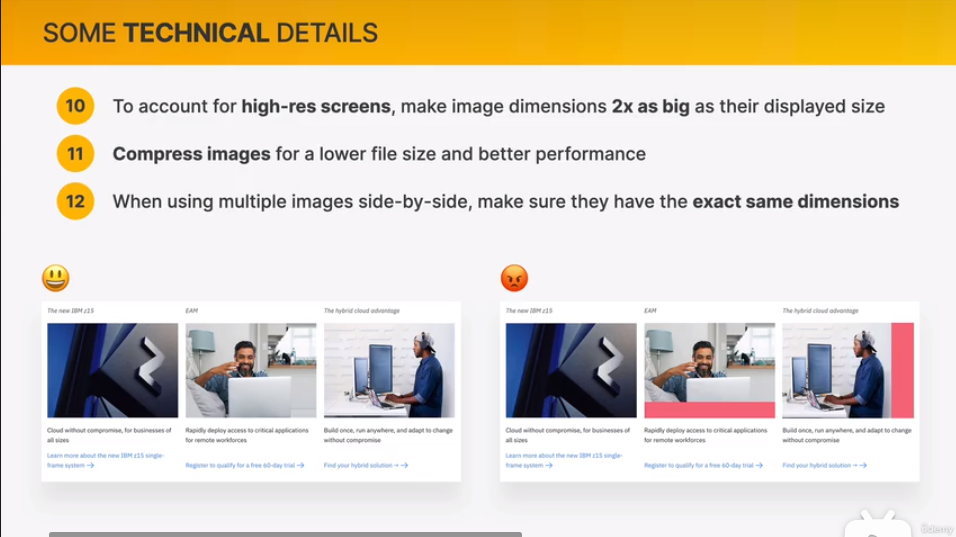 SOME TECHNICAL DETAILS
10 To account for high-res screens, make image dimensions 2x as big as their displayed size
11 Compress images for a lower file size and better performance
12 When using multiple images side-by-side, make sure they have the exact same dimensions
The new IBM z15
EAM
The hybrid cloud advantage
Cloud without compromise, for businesses of
all sizes
Learn more about the new IBM z15 single-
frame system →
Rapidly deploy access to critical applications
for remote workforces
Register to qualify for a free 60-day trial →
Build once, run anywhere, and adapt to change
without compromise
Find your hybrid solution → →
The new IBM z15
EAM
The hybrid cloud advantage
Cloud without compromise, for businesses of
all sizes
Learn more about the new IBM z15 single-
frame system →
Rapidly deploy access to critical applications
for remote workforces
Register to qualify for a free 60-day trial →
Build once, run anywhere, and adapt to change
without compromise
Find your hybrid solution → →
ûdemy